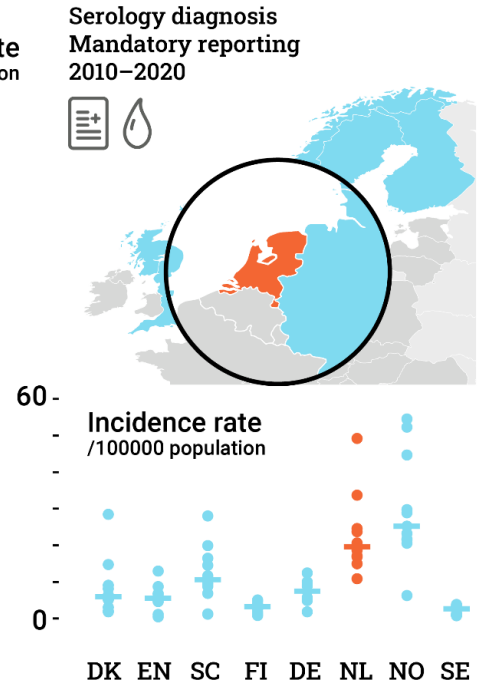 Serology diagnosis
Mandatory reporting
2010–2020
te
on
60
Incidence rate
/100000 population
0
DK EN SC FI DE NL NO SE